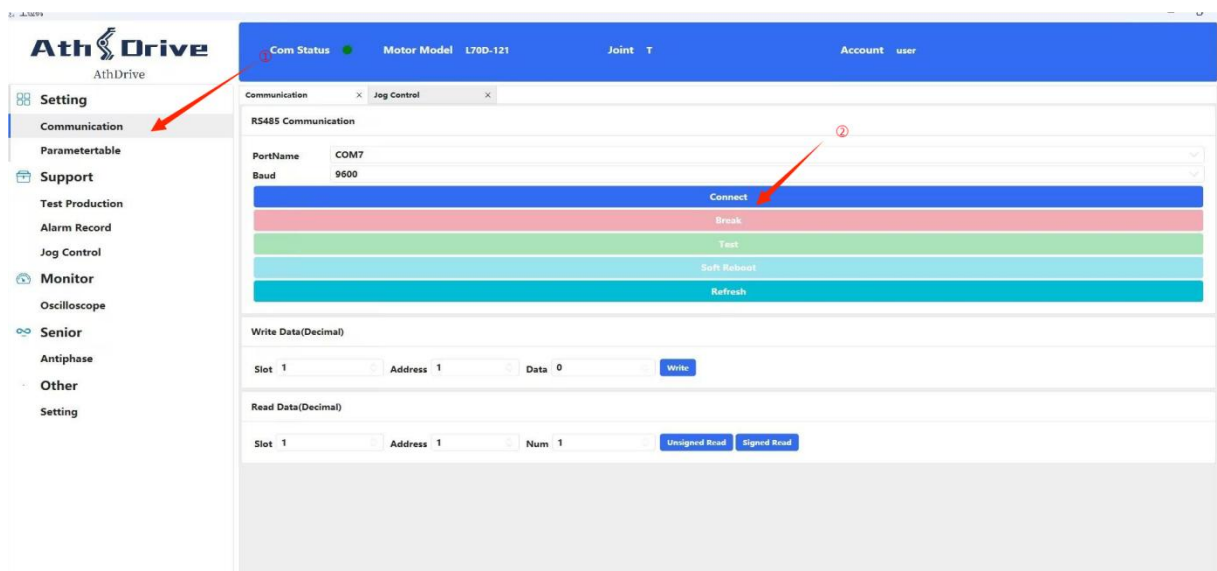 Ath Drive
AthDrive
① Com Status Motor Model L70D-121 Joint T Account user
Setting
Communication
Parametertable
Support
Test Production
Alarm Record
Jog Control
Monitor
Oscilloscope
Senior
Antiphase
Other
Setting
Communication × Jog Control ×
RS485 Communication
②
PortName COM7
Baud 9600
Connect
Break
Test
Soft Reboot
Refresh
Write Data(Decimal)
Slot 1 Address 1 Data 0 Write
Read Data(Decimal)
Slot 1 Address 1 Num 1 Unsigned Read Signed Read